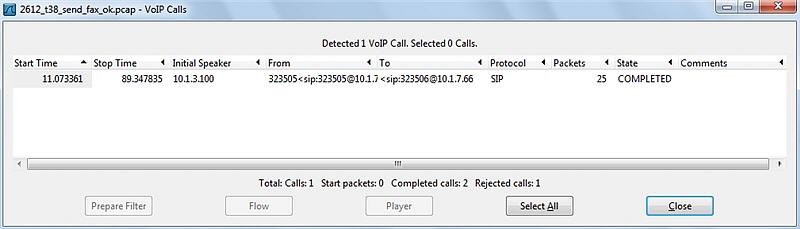 2612_t38_send_fax_ok.pcap - VoIP Calls
Detected 1 VoIP Call. Selected 0 Calls.
Start Time Stop Time Initial Speaker From To Protocol Packets State Comments
11.073361 89.347835 10.1.3.100 323505<sip:323505@10.1.7 <sip:323506@10.1.7.66 SIP 25 COMPLETED
Total: Calls: 1 Start packets: 0 Completed calls: 2 Rejected calls: 1
Prepare Filter Flow Player Select All Close